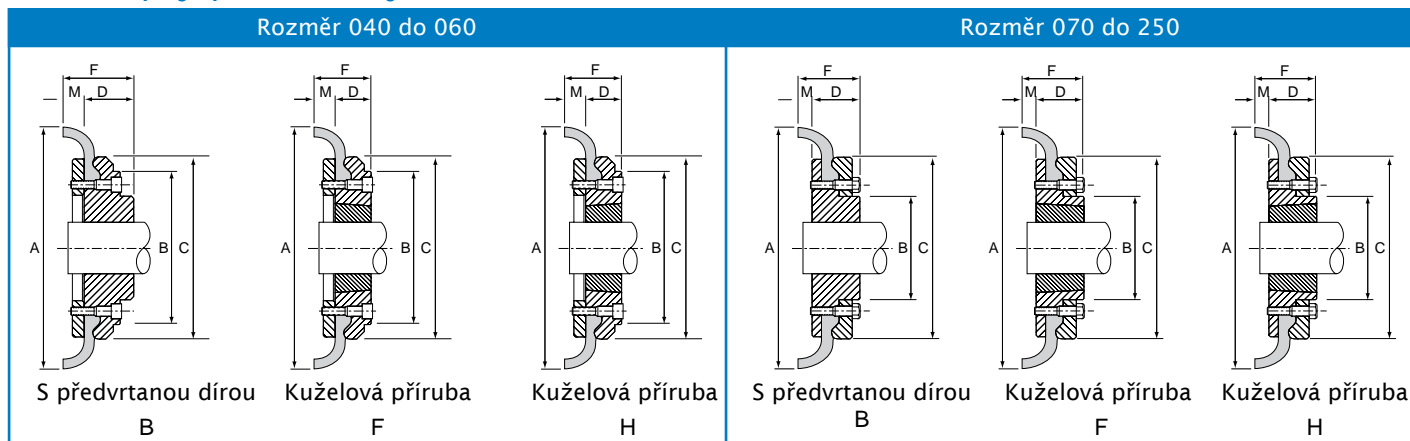 Rozměr 040 do 060
Rozměr 070 do 250
F
M D
A B C
F
M D
A B C
F
M D
A B C
F
M D
A B C
F
M D
A B C
F
M D
A B C
S předvrtanou dírou
B
Kuželová příruba
F
Kuželová příruba
H
S předvrtanou dírou
B
Kuželová příruba
F
Kuželová příruba
H